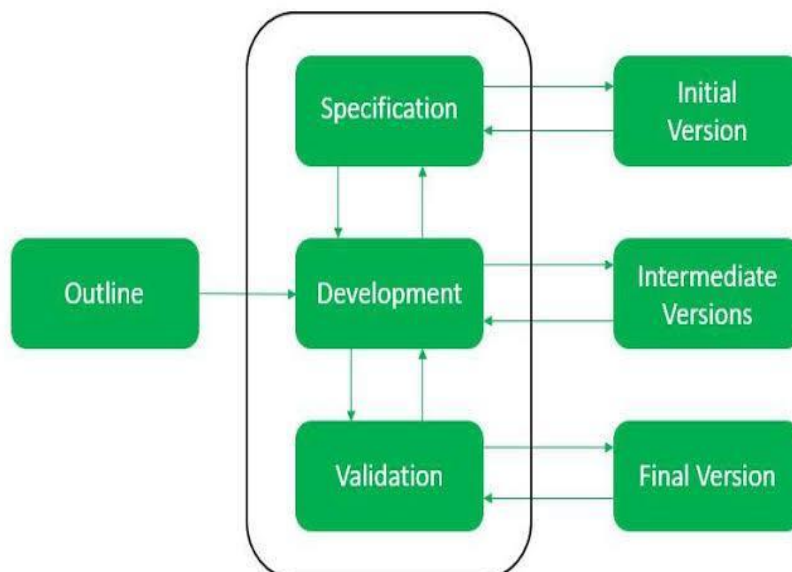 Specification
Initial
Version
Outline
Development
Intermediate
Versions
Validation
Final Version